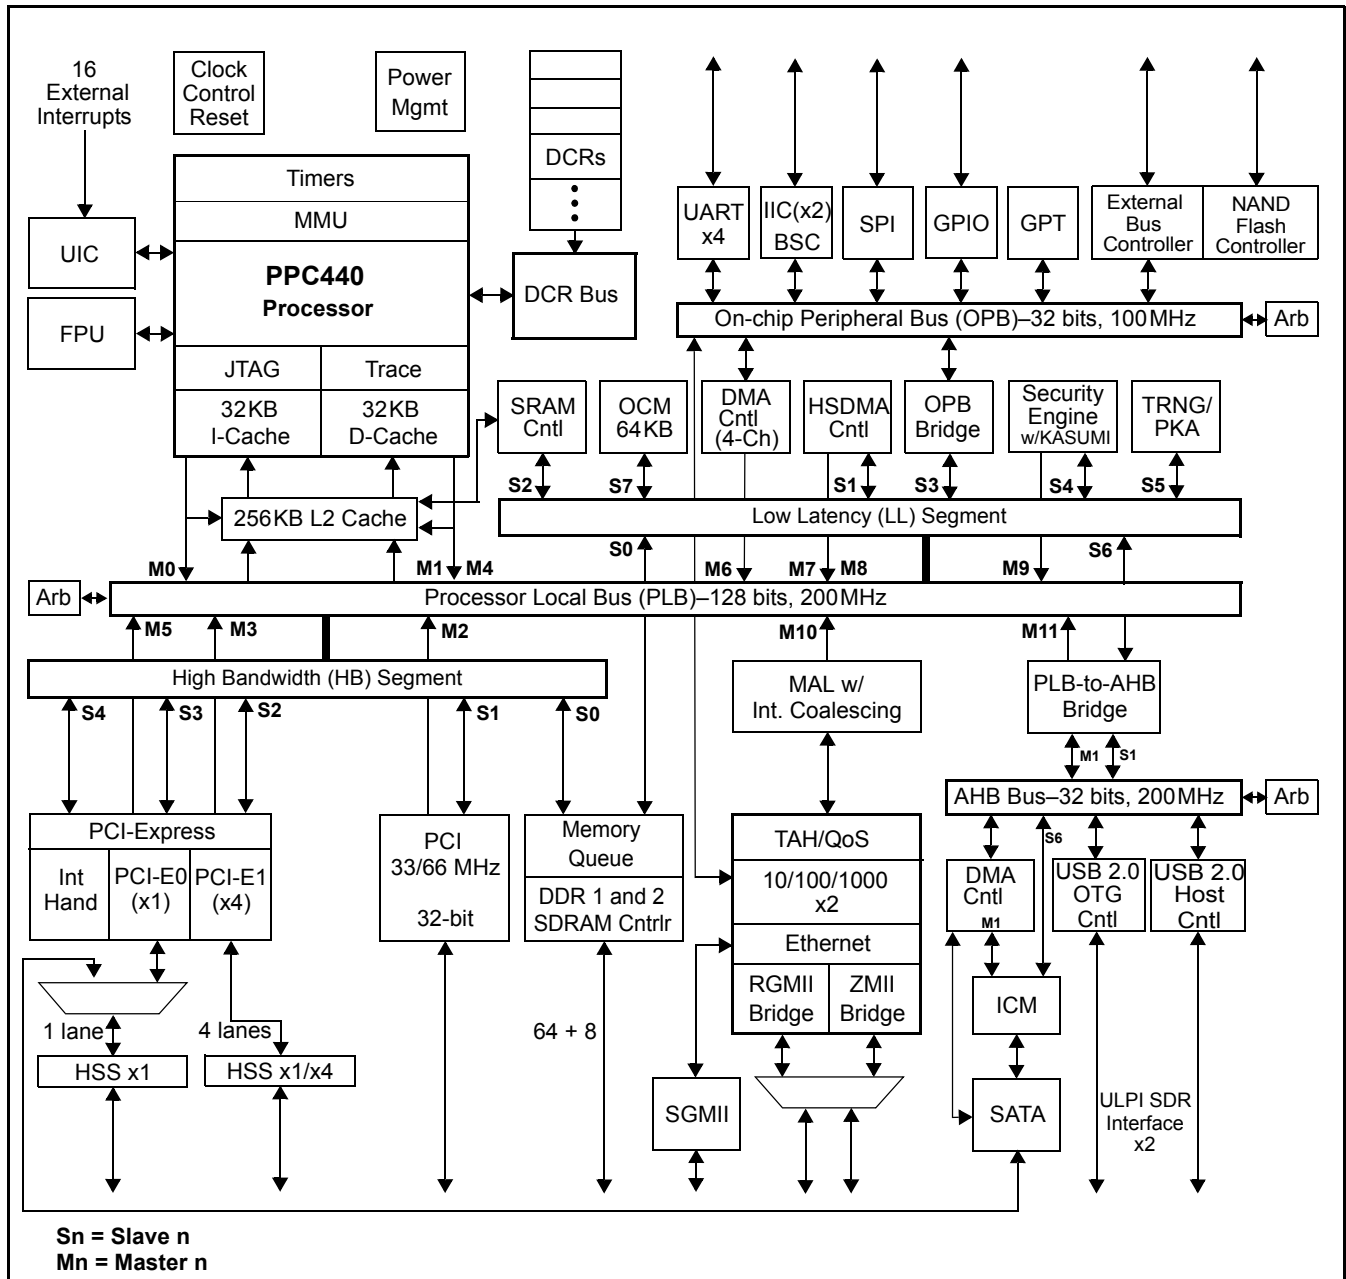 16
External
Interrupts
Clock
Control
Reset
Power
Mgmt
DCRs
Timers
MMU
PPC440
Processor
JTAG
Trace
32KB
I-Cache
32KB
D-Cache
UIC
FPU
DCR Bus
UART
x4
IIC(x2)
BSC
SPI
GPIO
GPT
External
Bus
Controller
NAND
Flash
Controller
On-chip Peripheral Bus (OPB)–32 bits, 100MHz
Arb
SRAM
Cntl
OCM
64KB
DMA
Cntl
(4-Ch)
HSDMA
Cntl
OPB
Bridge
Security
Engine
w/KASUMI
TRNG/
PKA
S2
S7
S1
S3
S4
S5
256KB L2 Cache
Low Latency (LL) Segment
S0
S6
M0
M1
M4
M6
M7
M8
M9
Arb
Processor Local Bus (PLB)–128 bits, 200MHz
M5
M3
M2
M10
M11
High Bandwidth (HB) Segment
MAL w/
Int. Coalescing
PLB-to-AHB
Bridge
S4
S3
S2
S1
S0
M1
S1
AHB Bus–32 bits, 200MHz
Arb
PCI-Express
Int
Hand
PCI-E0
(x1)
PCI-E1
(x4)
PCI
33/66 MHz
32-bit
Memory
Queue
DDR 1 and 2
SDRAM Cntrlr
TAH/QoS
10/100/1000
x2
Ethernet
RGMII
Bridge
ZMII
Bridge
S6
DMA
Cntl
M1
USB 2.0
OTG
Cntl
USB 2.0
Host
Cntl
ICM
1 lane
4 lanes
64 + 8
HSS x1
HSS x1/x4
SGMII
SATA
ULPI SDR
Interface
x2
Sn = Slave n
Mn = Master n